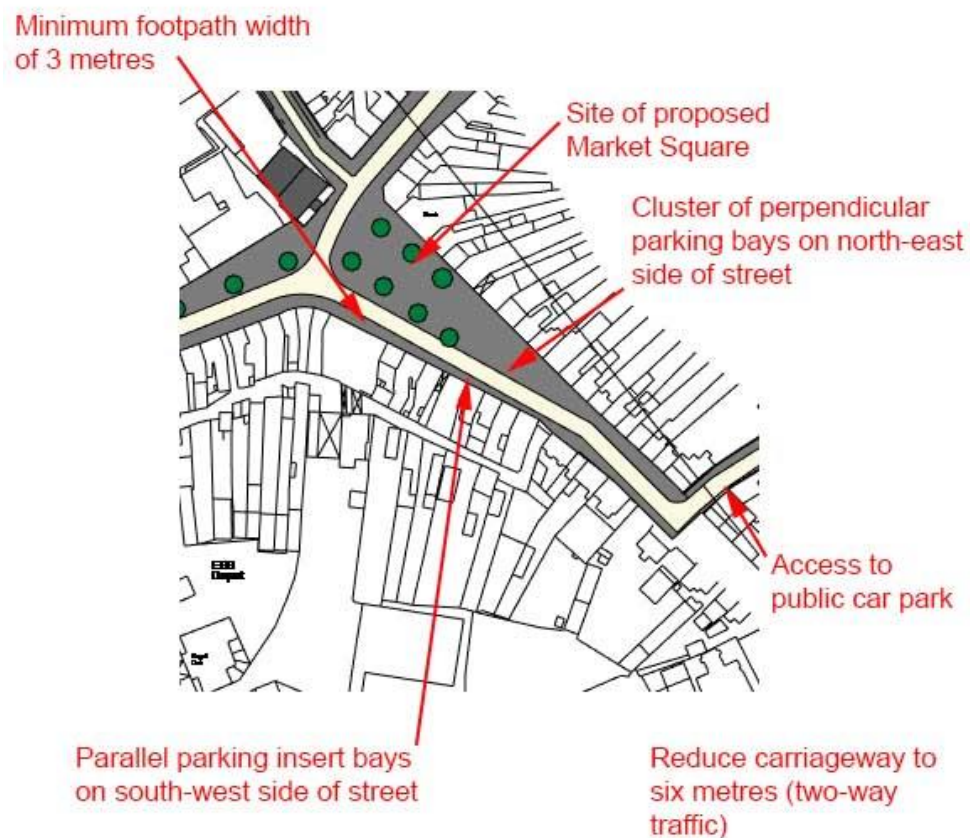 Minimum footpath width
of 3 metres
Site of proposed
Market Square
Cluster of perpendicular
parking bays on north-east
side of street
Access to
public car park
Parallel parking insert bays
on south-west side of street
Reduce carriageway to
six metres (two-way
traffic)